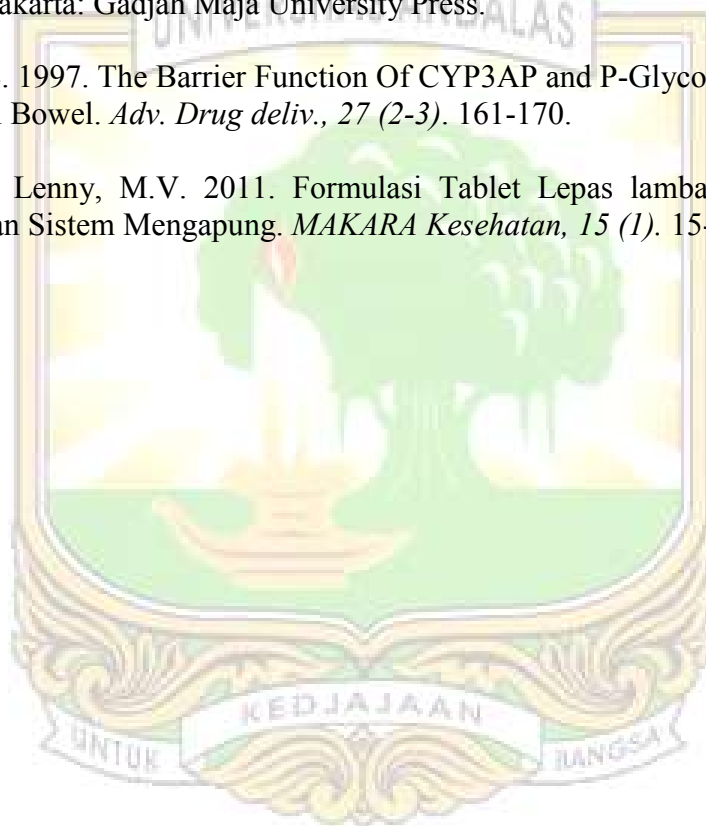 akarta: Gadjah Maja University Press.
UNIVERSITAS ANDALAS
. 1997. The Barrier Function Of CYP3AP and P-Glyco
Bowel. Adv. Drug deliv., 27 (2-3). 161-170.
Lenny, M.V. 2011. Formulasi Tablet Lepas lamba
an Sistem Mengapung. MAKARA Kesehatan, 15 (1). 15-
UNTUK KEDJAJAAN BANGSA